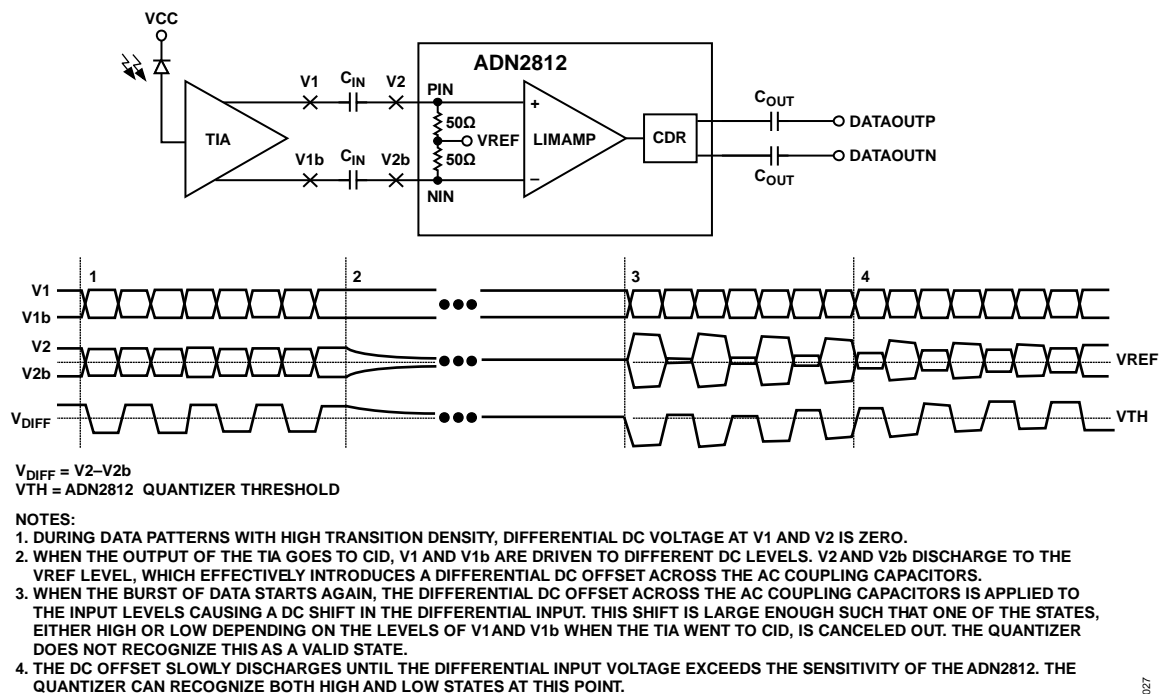 VCC
ADN2812
V1
CIN
V2
PIN
COUT
+
50Ω
TIA
VREF
LIMAMP
CDR
DATAOUTP
50Ω
V1b
CIN
V2b
–
DATAOUTN
COUT
NIN
1
2
3
4
V1
V1b
V2
VREF
V2b
VDIFF
VTH
VDIFF = V2–V2b
VTH = ADN2812 QUANTIZER THRESHOLD
NOTES:
1. DURING DATA PATTERNS WITH HIGH TRANSITION DENSITY, DIFFERENTIAL DC VOLTAGE AT V1 AND V2 IS ZERO.
2. WHEN THE OUTPUT OF THE TIA GOES TO CID, V1 AND V1b ARE DRIVEN TO DIFFERENT DC LEVELS. V2 AND V2b DISCHARGE TO THE
VREF LEVEL, WHICH EFFECTIVELY INTRODUCES A DIFFERENTIAL DC OFFSET ACROSS THE AC COUPLING CAPACITORS.
3. WHEN THE BURST OF DATA STARTS AGAIN, THE DIFFERENTIAL DC OFFSET ACROSS THE AC COUPLING CAPACITORS IS APPLIED TO
THE INPUT LEVELS CAUSING A DC SHIFT IN THE DIFFERENTIAL INPUT. THIS SHIFT IS LARGE ENOUGH SUCH THAT ONE OF THE STATES,
EITHER HIGH OR LOW DEPENDING ON THE LEVELS OF V1 AND V1b WHEN THE TIA WENT TO CID, IS CANCELED OUT. THE QUANTIZER
DOES NOT RECOGNIZE THIS AS A VALID STATE.
4. THE DC OFFSET SLOWLY DISCHARGES UNTIL THE DIFFERENTIAL INPUT VOLTAGE EXCEEDS THE SENSITIVITY OF THE ADN2812. THE
QUANTIZER CAN RECOGNIZE BOTH HIGH AND LOW STATES AT THIS POINT.
027